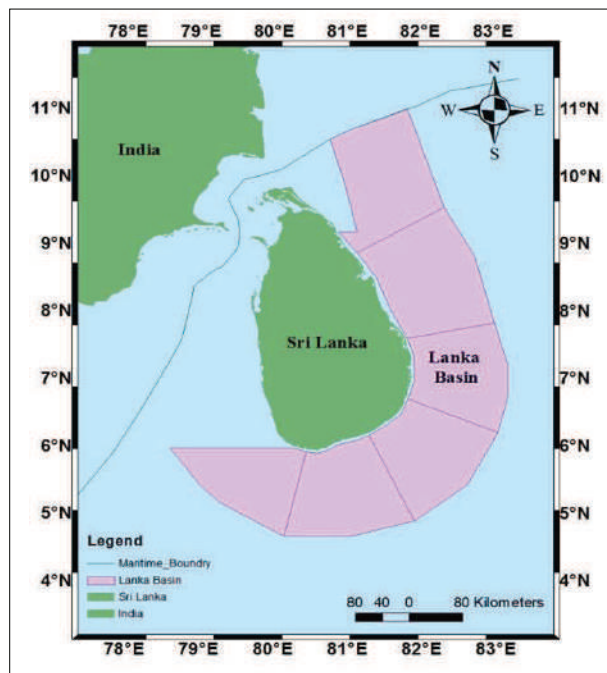 78°E 79°E 80°E 81°E 82°E 83°E
N
W E
S
11°N 11°N
India
10°N 10°N
9°N 9°N
8°N 8°N
Sri Lanka
Lanka
Basin
7°N 7°N
6°N 6°N
5°N 5°N
Legend
Maritime_Boundry
Lanka Basin
Sri Lanka
India
4°N 4°N
80 40 0 80 Kilometers
78°E 79°E 80°E 81°E 82°E 83°E